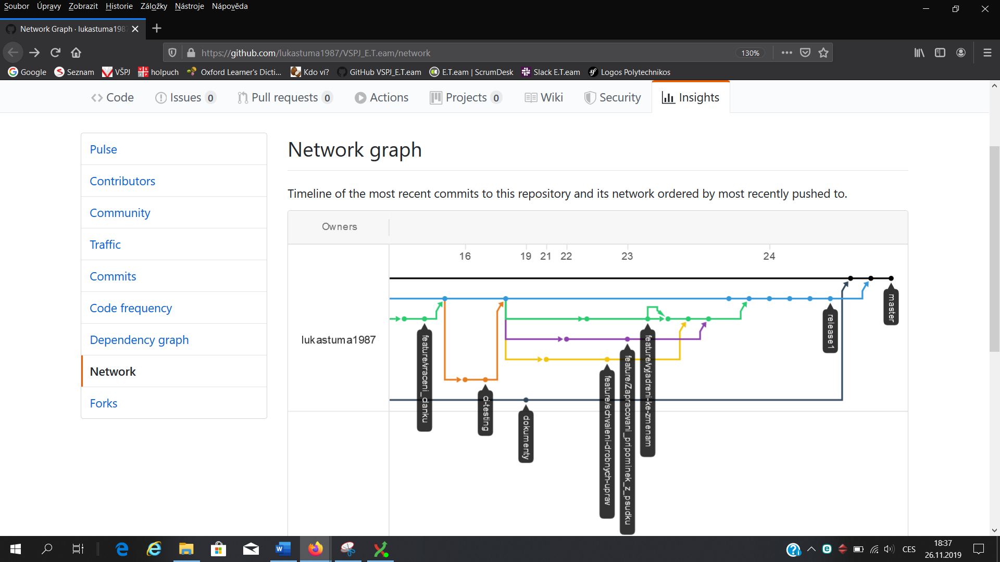 Soubor Úpravy Zobrazit Historie Záložky Nástroje Nápověda
Network Graph · lukastuma198
https://github.com/lukastuma1987/VSPJ_E.T.eam/network 130%
Google Seznam VŠPJ holpuch Oxford Learner's Dicti... Kdo ví? GitHub VSPJ_E.T.eam E.T.eam | ScrumDesk Slack E.T.eam Logos Polytechnikos
Code Issues 0 Pull requests 0 Actions Projects 0 Wiki Security Insights
Pulse
Contributors
Community
Traffic
Commits
Code frequency
Dependency graph
Network
Forks
Network graph
Timeline of the most recent commits to this repository and its network ordered by most recently pushed to.
Owners
16 19 21 22 23 24
lukastuma1987
feature/vraceni_clanku
d-testing
dokumenty
feature/schvaleni-drobnych-uprav
feature/Zapracovani_pripominek_z_psudku
feature/vyjadreni-ke-zmenam
release1
master
CES
18:37
26.11.2019